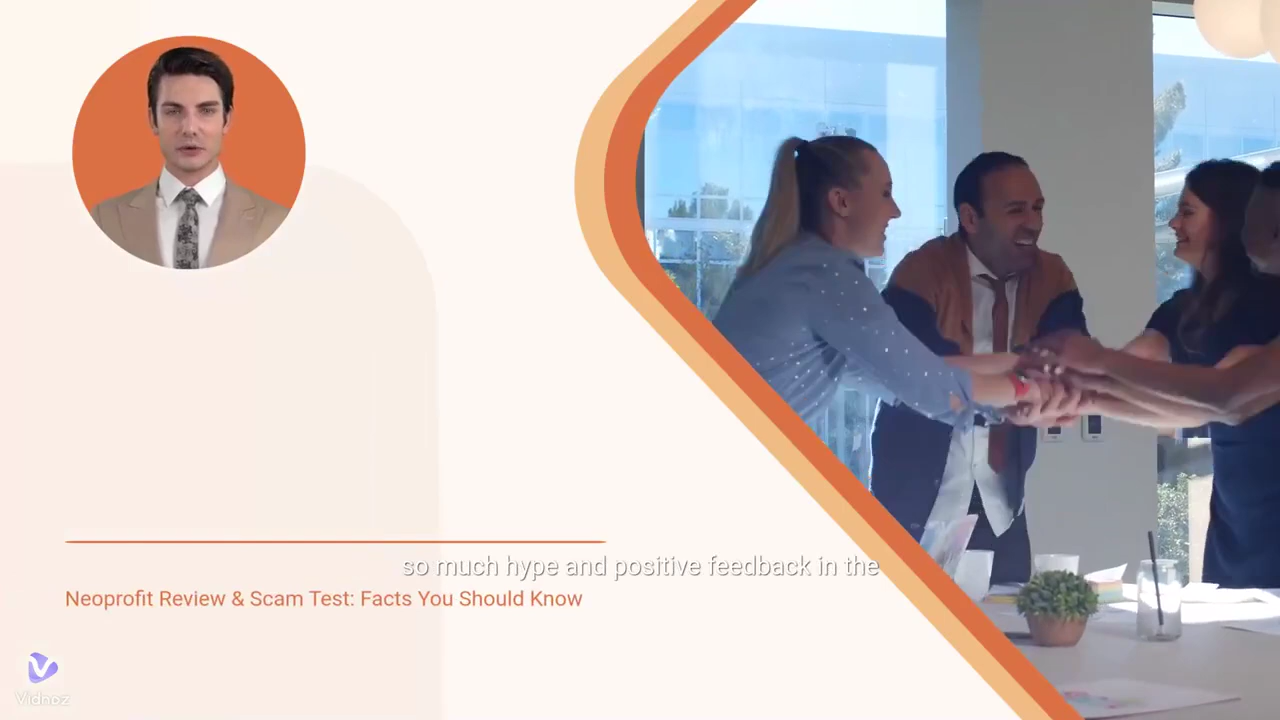 so much hype and positive feedback in the
Neoprofit Review & Scam Test: Facts You Should Know
Vidnoz